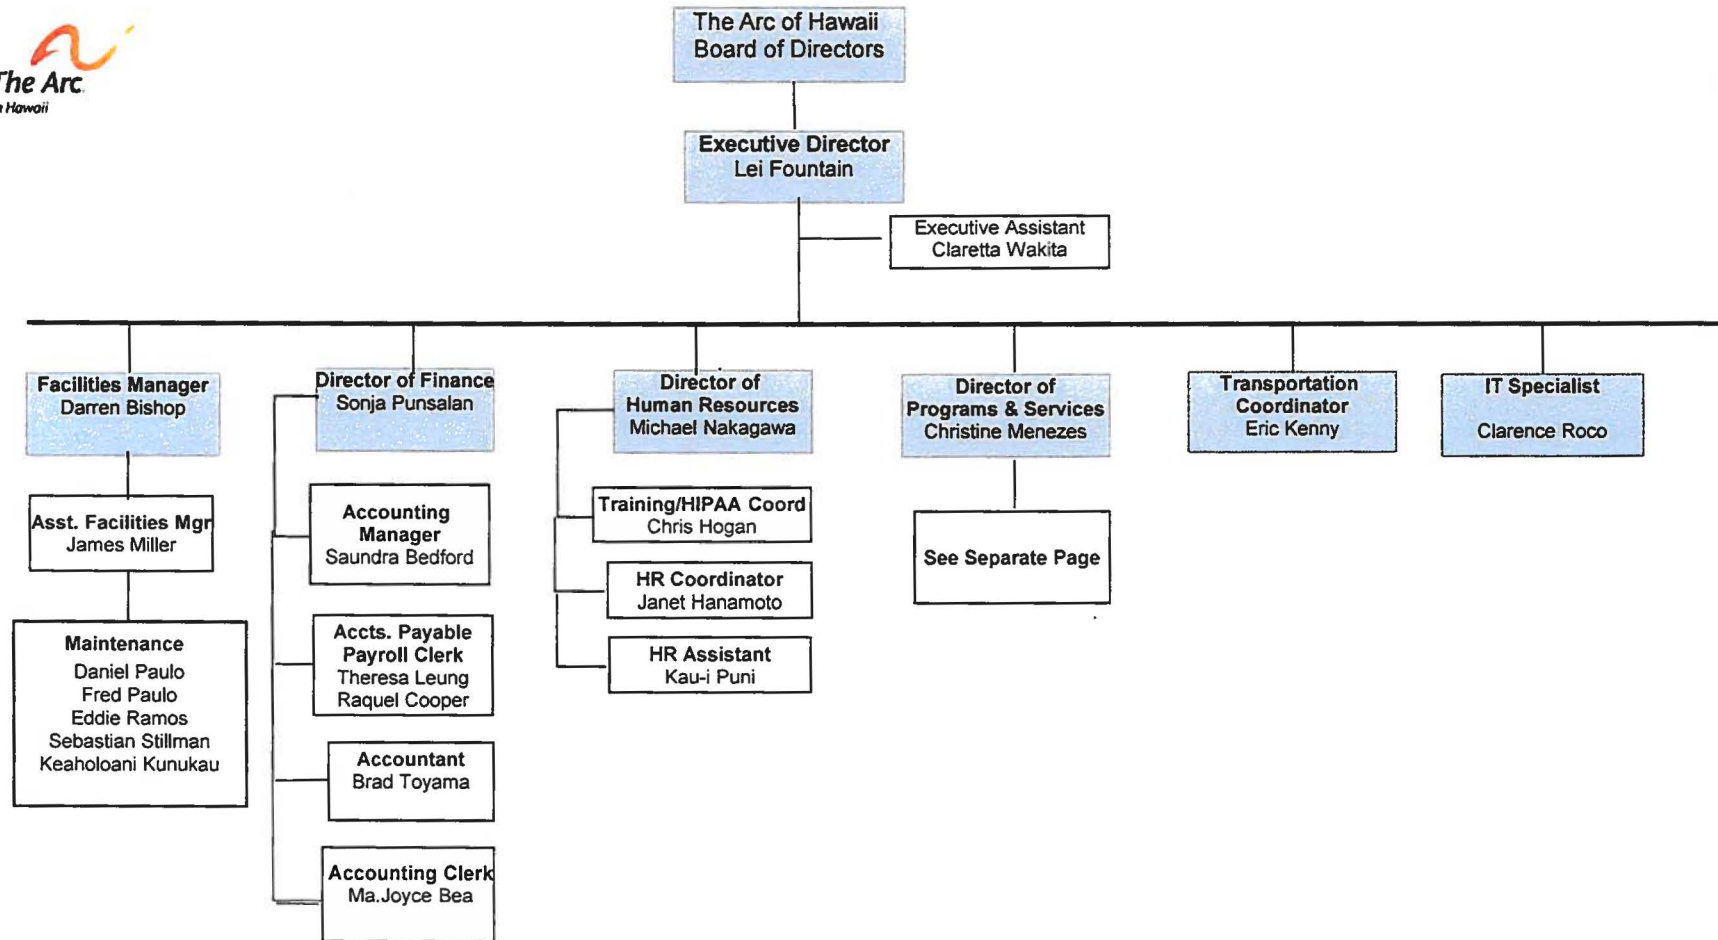 The Arc
n Hawaii
The Arc of Hawaii
Board of Directors
Executive Director
Lei Fountain
Executive Assistant
Claretta Wakita
Facilities Manager
Darren Bishop
Asst. Facilities Mgr
James Miller
Maintenance
Daniel Paulo
Fred Paulo
Eddie Ramos
Sebastian Stillman
Keaholoani Kunukau
Director of Finance
Sonja Punsalan
Accounting
Manager
Saundra Bedford
Accts. Payable
Payroll Clerk
Theresa Leung
Raquel Cooper
Accountant
Brad Toyama
Accounting Clerk
Ma.Joyce Bea
Director of
Human Resources
Michael Nakagawa
Training/HIPAA Coord
Chris Hogan
HR Coordinator
Janet Hanamoto
HR Assistant
Kau-i Puni
Director of
Programs & Services
Christine Menezes
See Separate Page
Transportation
Coordinator
Eric Kenny
IT Specialist
Clarence Roco